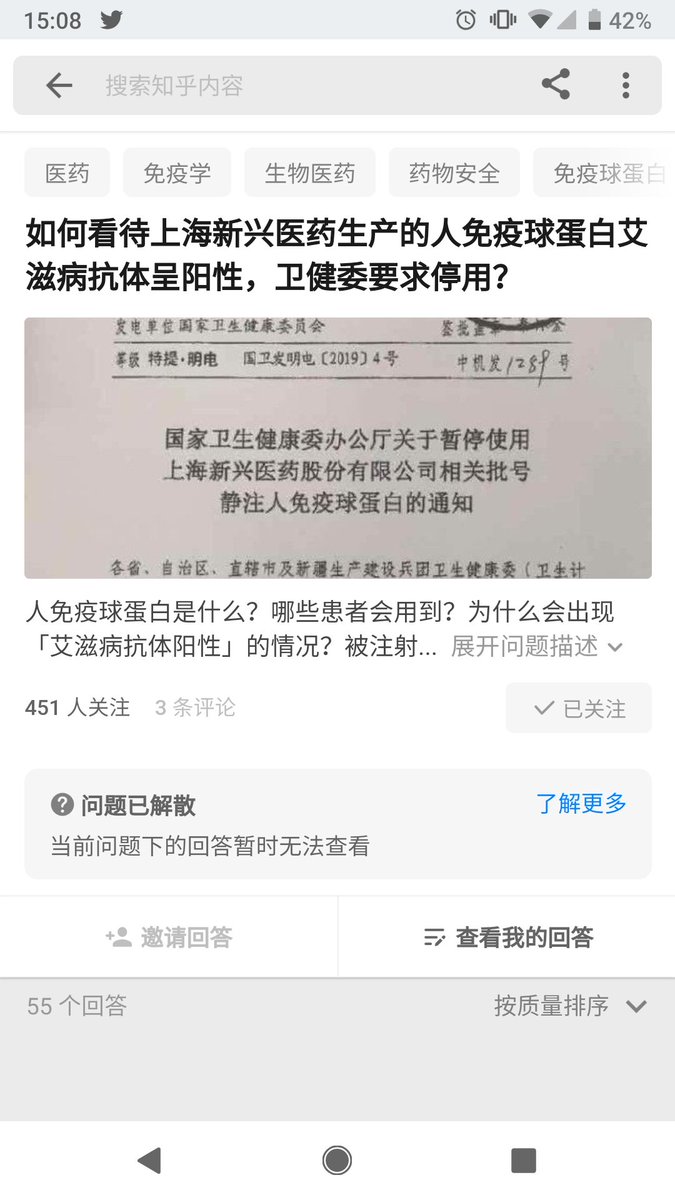 15:08
42%
搜索知乎内容
医药 免疫学 生物医药 药物安全 免疫球蛋白
如何看待上海新兴医药生产的人免疫球蛋白艾
滋病抗体呈阳性，卫健委要求停用？
发电单位国家卫生健康委员会
等级 特提·明电 国卫发明电〔2019〕4号 中机发1289号
国家卫生健康委办公厅关于暂停使用
上海新兴医药股份有限公司相关批号
静注人免疫球蛋白的通知
各省、自治区、直辖市及新疆生产建设兵团卫生健康委（卫生计
人免疫球蛋白是什么？哪些患者会用到？为什么会出现
「艾滋病抗体阳性」的情况？被注射... 展开问题描述
451 人关注 3 条评论 已关注
问题已解散 了解更多
当前问题下的回答暂时无法查看
邀请回答 查看我的回答
55 个回答 按质量排序